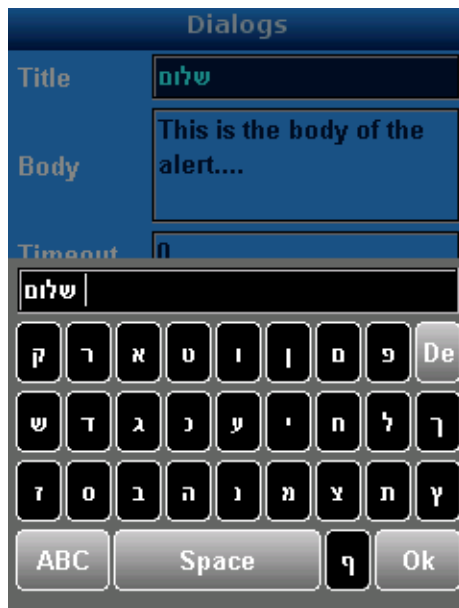 Dialogs
Title שלום
Body This is the body of the
alert....
Timeout 0
שלום
ק ר א ט ו ן ם פ De
ש ד ג כ ע י ח ל ך
ז ס ב ה נ מ צ ת ץ
ABC Space ף Ok